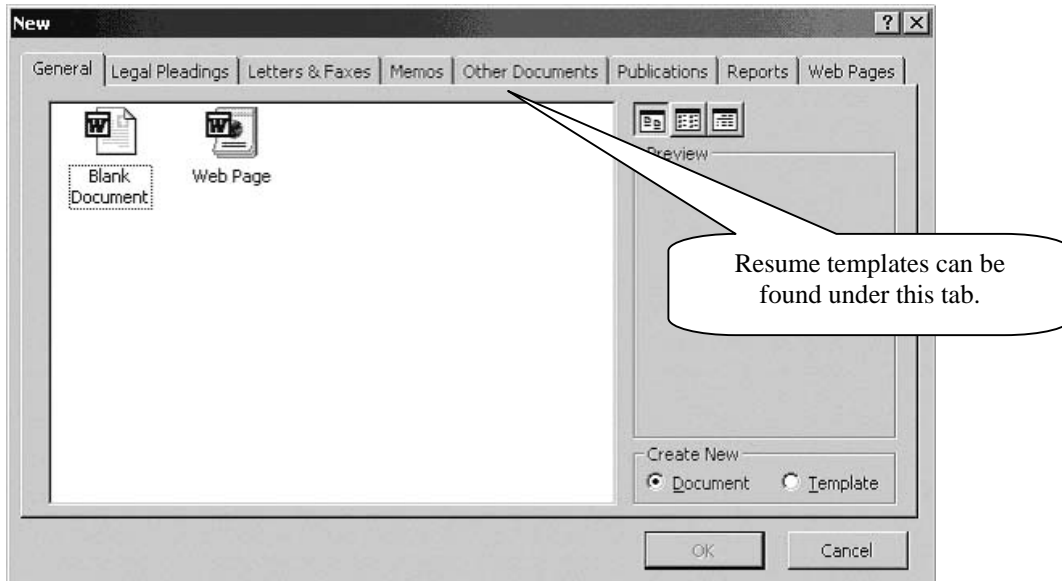 New
General Legal Pleadings Letters & Faxes Memos Other Documents Publications Reports Web Pages
Blank
Document
Web Page
Preview
Resume templates can be
found under this tab.
Create New
Document Template
OK Cancel